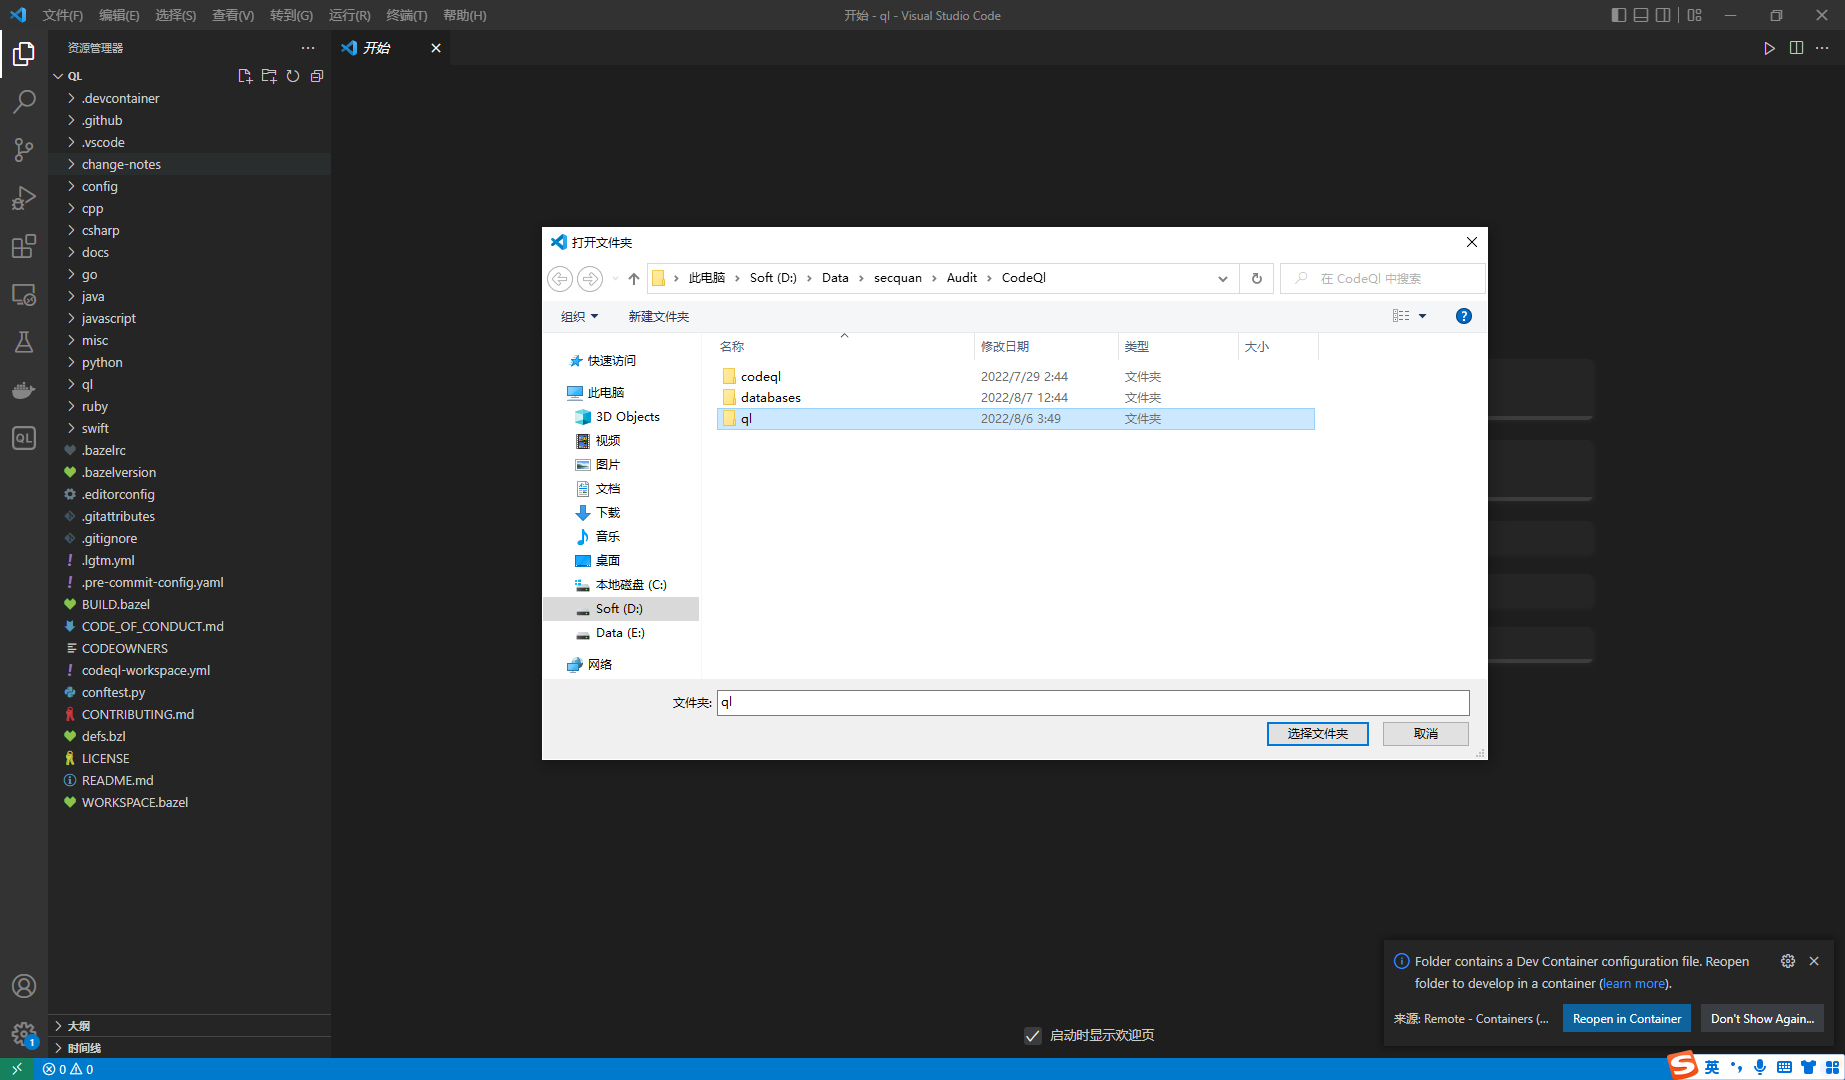 文件(F) 编辑(E) 选择(S) 查看(V) 转到(G) 运行(R) 终端(T) 帮助(H)
开始 - ql - Visual Studio Code
资源管理器
开始
QL
.devcontainer
.github
.vscode
change-notes
config
cpp
csharp
docs
go
java
javascript
misc
python
ql
ruby
swift
.bazelrc
.bazelversion
.editorconfig
.gitattributes
.gitignore
.lgtm.yml
.pre-commit-config.yaml
BUILD.bazel
CODE_OF_CONDUCT.md
CODEOWNERS
codeql-workspace.yml
conftest.py
CONTRIBUTING.md
defs.bzl
LICENSE
README.md
WORKSPACE.bazel
大纲
时间线
QL
1
打开文件夹
此电脑 Soft (D:) Data secquan Audit CodeQl
在 CodeQl 中搜索
组织 新建文件夹
名称 修改日期 类型 大小
codeql 2022/7/29 2:44 文件夹
databases 2022/8/7 12:44 文件夹
ql 2022/8/6 3:49 文件夹
快速访问
此电脑
3D Objects
视频
图片
文档
下载
音乐
桌面
本地磁盘 (C:)
Soft (D:)
Data (E:)
网络
文件夹: ql
选择文件夹 取消
Folder contains a Dev Container configuration file. Reopen
folder to develop in a container (learn more).
来源: Remote - Containers (... Reopen in Container Don't Show Again...
启动时显示欢迎页
0 0
S 英